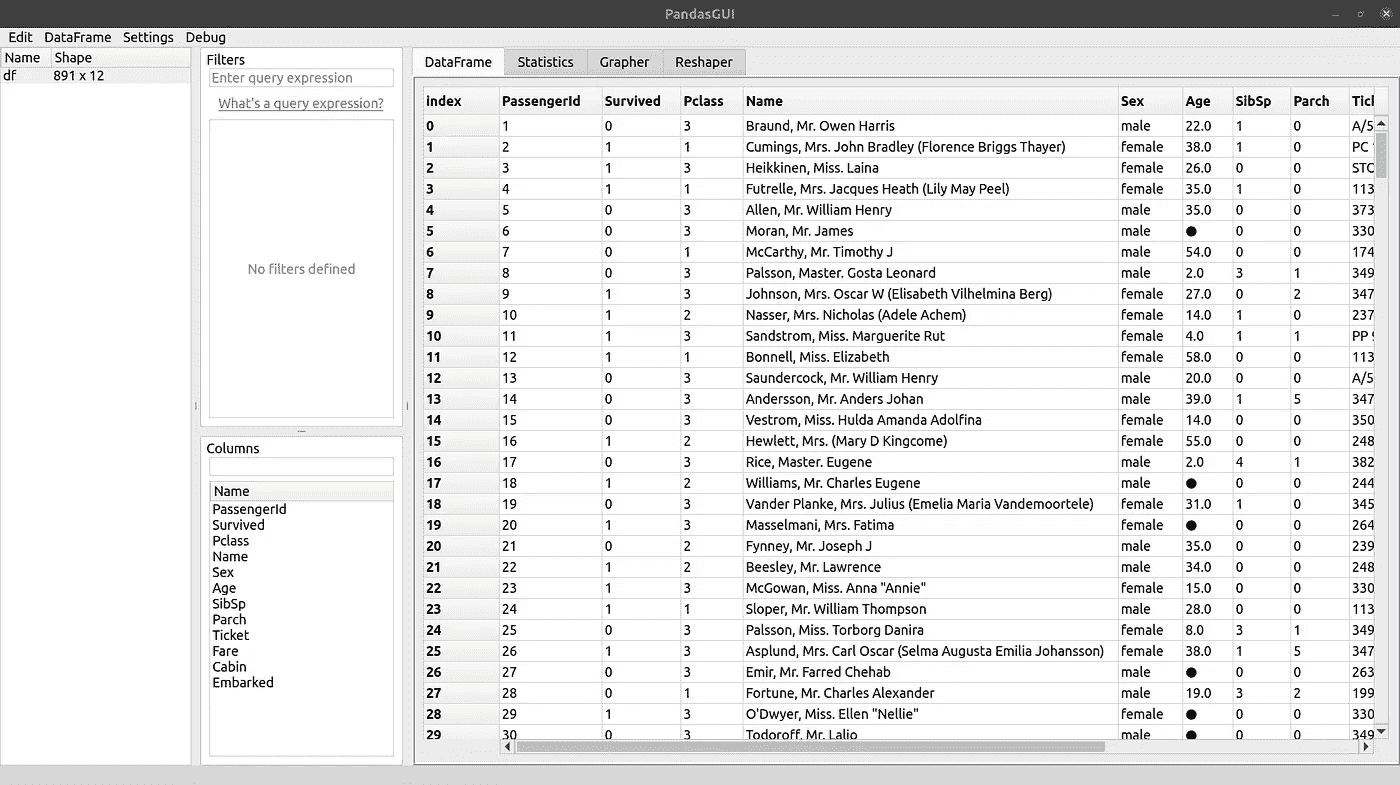 PandasGUI
Edit DataFrame Settings Debug
Name Shape
df 891 x 12
Filters
Enter query expression
What's a query expression?
No filters defined
Columns
Name
PassengerId
Survived
Pclass
Name
Sex
Age
SibSp
Parch
Ticket
Fare
Cabin
Embarked
DataFrame Statistics Grapher Reshaper
index PassengerId Survived Pclass Name Sex Age SibSp Parch Tick
0 1 0 3 Braund, Mr. Owen Harris male 22.0 1 0 A/5
1 2 1 1 Cumings, Mrs. John Bradley (Florence Briggs Thayer) female 38.0 1 0 PC
2 3 1 3 Heikkinen, Miss. Laina female 26.0 0 0 STC
3 4 1 1 Futrelle, Mrs. Jacques Heath (Lily May Peel) female 35.0 1 0 113
4 5 0 3 Allen, Mr. William Henry male 35.0 0 0 373
5 6 0 3 Moran, Mr. James male ● 0 0 330
6 7 0 1 McCarthy, Mr. Timothy J male 54.0 0 0 174
7 8 0 3 Palsson, Master. Gosta Leonard male 2.0 3 1 349
8 9 1 3 Johnson, Mrs. Oscar W (Elisabeth Vilhelmina Berg) female 27.0 0 2 347
9 10 1 2 Nasser, Mrs. Nicholas (Adele Achem) female 14.0 1 0 237
10 11 1 3 Sandstrom, Miss. Marguerite Rut female 4.0 1 1 PP
11 12 1 1 Bonnell, Miss. Elizabeth female 58.0 0 0 113
12 13 0 3 Saundercock, Mr. William Henry male 20.0 0 0 A/5
13 14 0 3 Andersson, Mr. Anders Johan male 39.0 1 5 347
14 15 0 3 Vestrom, Miss. Hulda Amanda Adolfina female 14.0 0 0 350
15 16 1 2 Hewlett, Mrs. (Mary D Kingcome) female 55.0 0 0 248
16 17 0 3 Rice, Master. Eugene male 2.0 4 1 382
17 18 1 2 Williams, Mr. Charles Eugene male ● 0 0 244
18 19 0 3 Vander Planke, Mrs. Julius (Emelia Maria Vandemoortele) female 31.0 1 0 345
19 20 1 3 Masselmani, Mrs. Fatima female ● 0 0 264
20 21 0 2 Fynney, Mr. Joseph J male 35.0 0 0 239
21 22 1 2 Beesley, Mr. Lawrence male 34.0 0 0 248
22 23 1 3 McGowan, Miss. Anna "Annie" female 15.0 0 0 330
23 24 1 1 Sloper, Mr. William Thompson male 28.0 0 0 113
24 25 0 3 Palsson, Miss. Torborg Danira female 8.0 3 1 349
25 26 1 3 Asplund, Mrs. Carl Oscar (Selma Augusta Emilia Johansson) female 38.0 1 5 347
26 27 0 3 Emir, Mr. Farred Chehab male ● 0 0 263
27 28 0 1 Fortune, Mr. Charles Alexander male 19.0 3 2 199
28 29 1 3 O'Dwyer, Miss. Ellen "Nellie" female ● 0 0 330
29 30 0 3 Todoroff, Mr. Lalio male ● 0 0 349